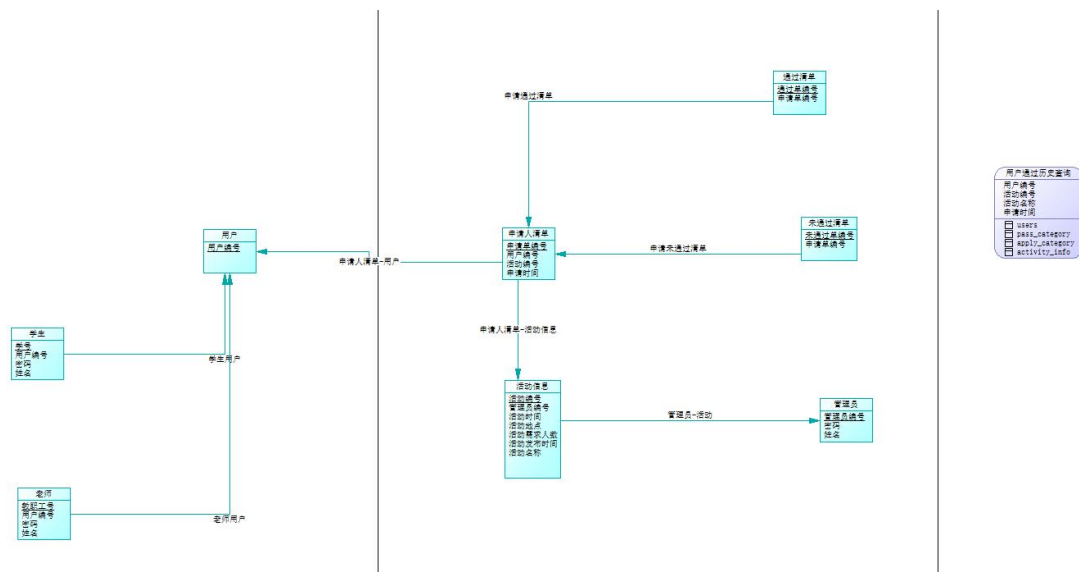 通过清单
通过单编号
申请单编号
申请通过清单
用户通过历史查询
用户编号
活动编号
活动名称
申请时间
users
pass_category
apply_category
activity_info
未通过清单
未通过单编号
申请单编号
申请未通过清单
申请人清单
申请单编号
用户编号
活动编号
申请时间
用户
用户编号
申请人清单-用户
申请人清单-活动信息
学生
学号
用户编号
密码
姓名
学生用户
活动信息
活动编号
管理员编号
活动时间
活动地点
活动需求人数
活动发布时间
活动名称
管理员-活动
管理员
管理员编号
密码
姓名
老师
教职工号
用户编号
密码
姓名
老师用户